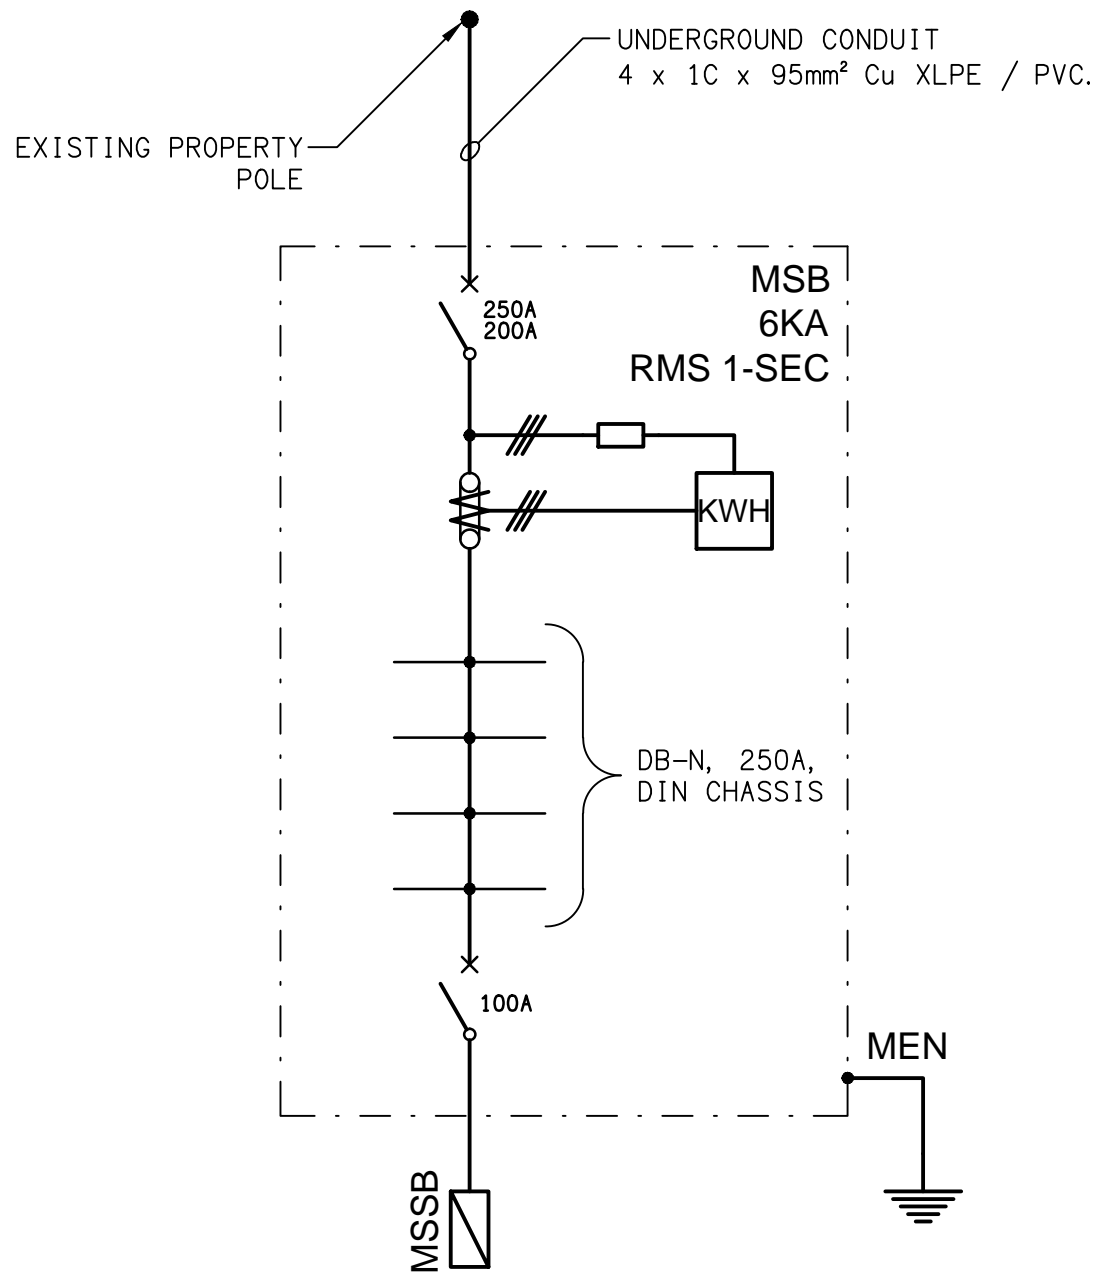 UNDERGROUND CONDUIT
4 x 1C x 95mm² Cu XLPE / PVC.
EXISTING PROPERTY
POLE
MSB
6KA
RMS 1-SEC
250A
200A
KWH
DB-N, 250A,
DIN CHASSIS
100A
MEN
MSSB